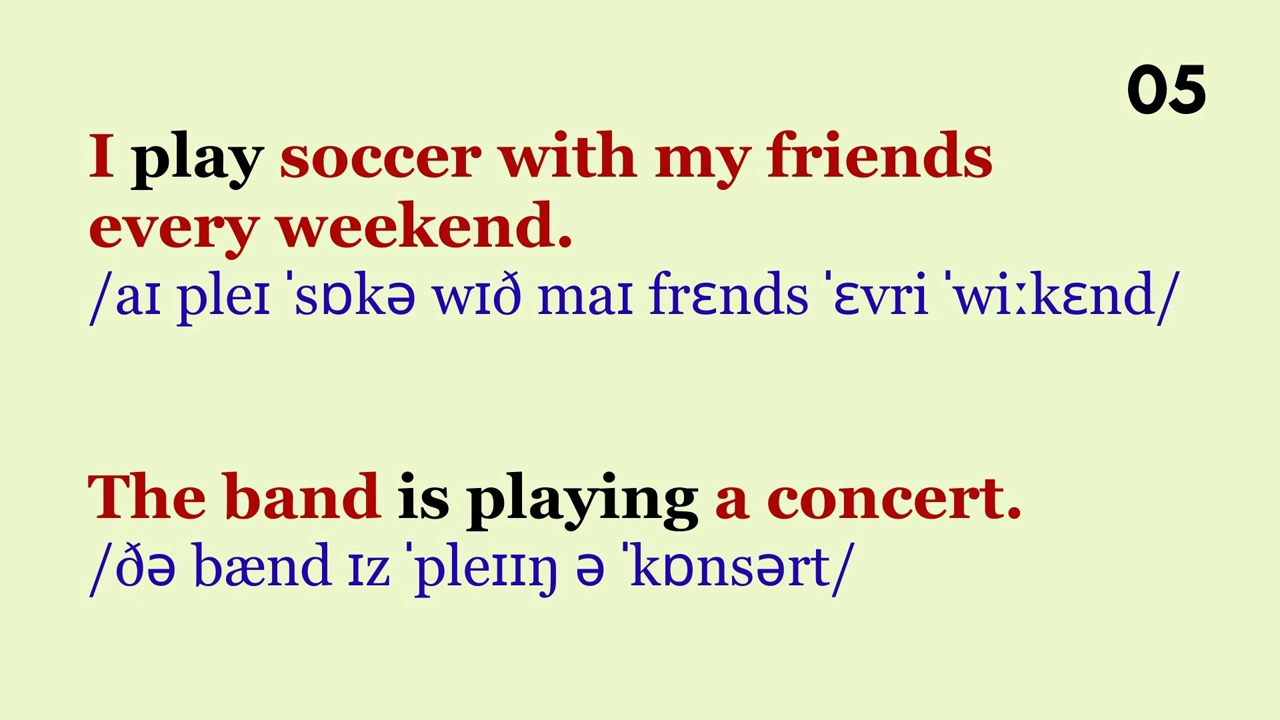 05
I play soccer with my friends
every weekend.
/aɪ pleɪ ˈsɒkə wɪð maɪ frɛnds ˈɛvri ˈwiːkɛnd/
The band is playing a concert.
/ðə bænd ɪz ˈpleɪɪŋ ə ˈkɒnsərt/